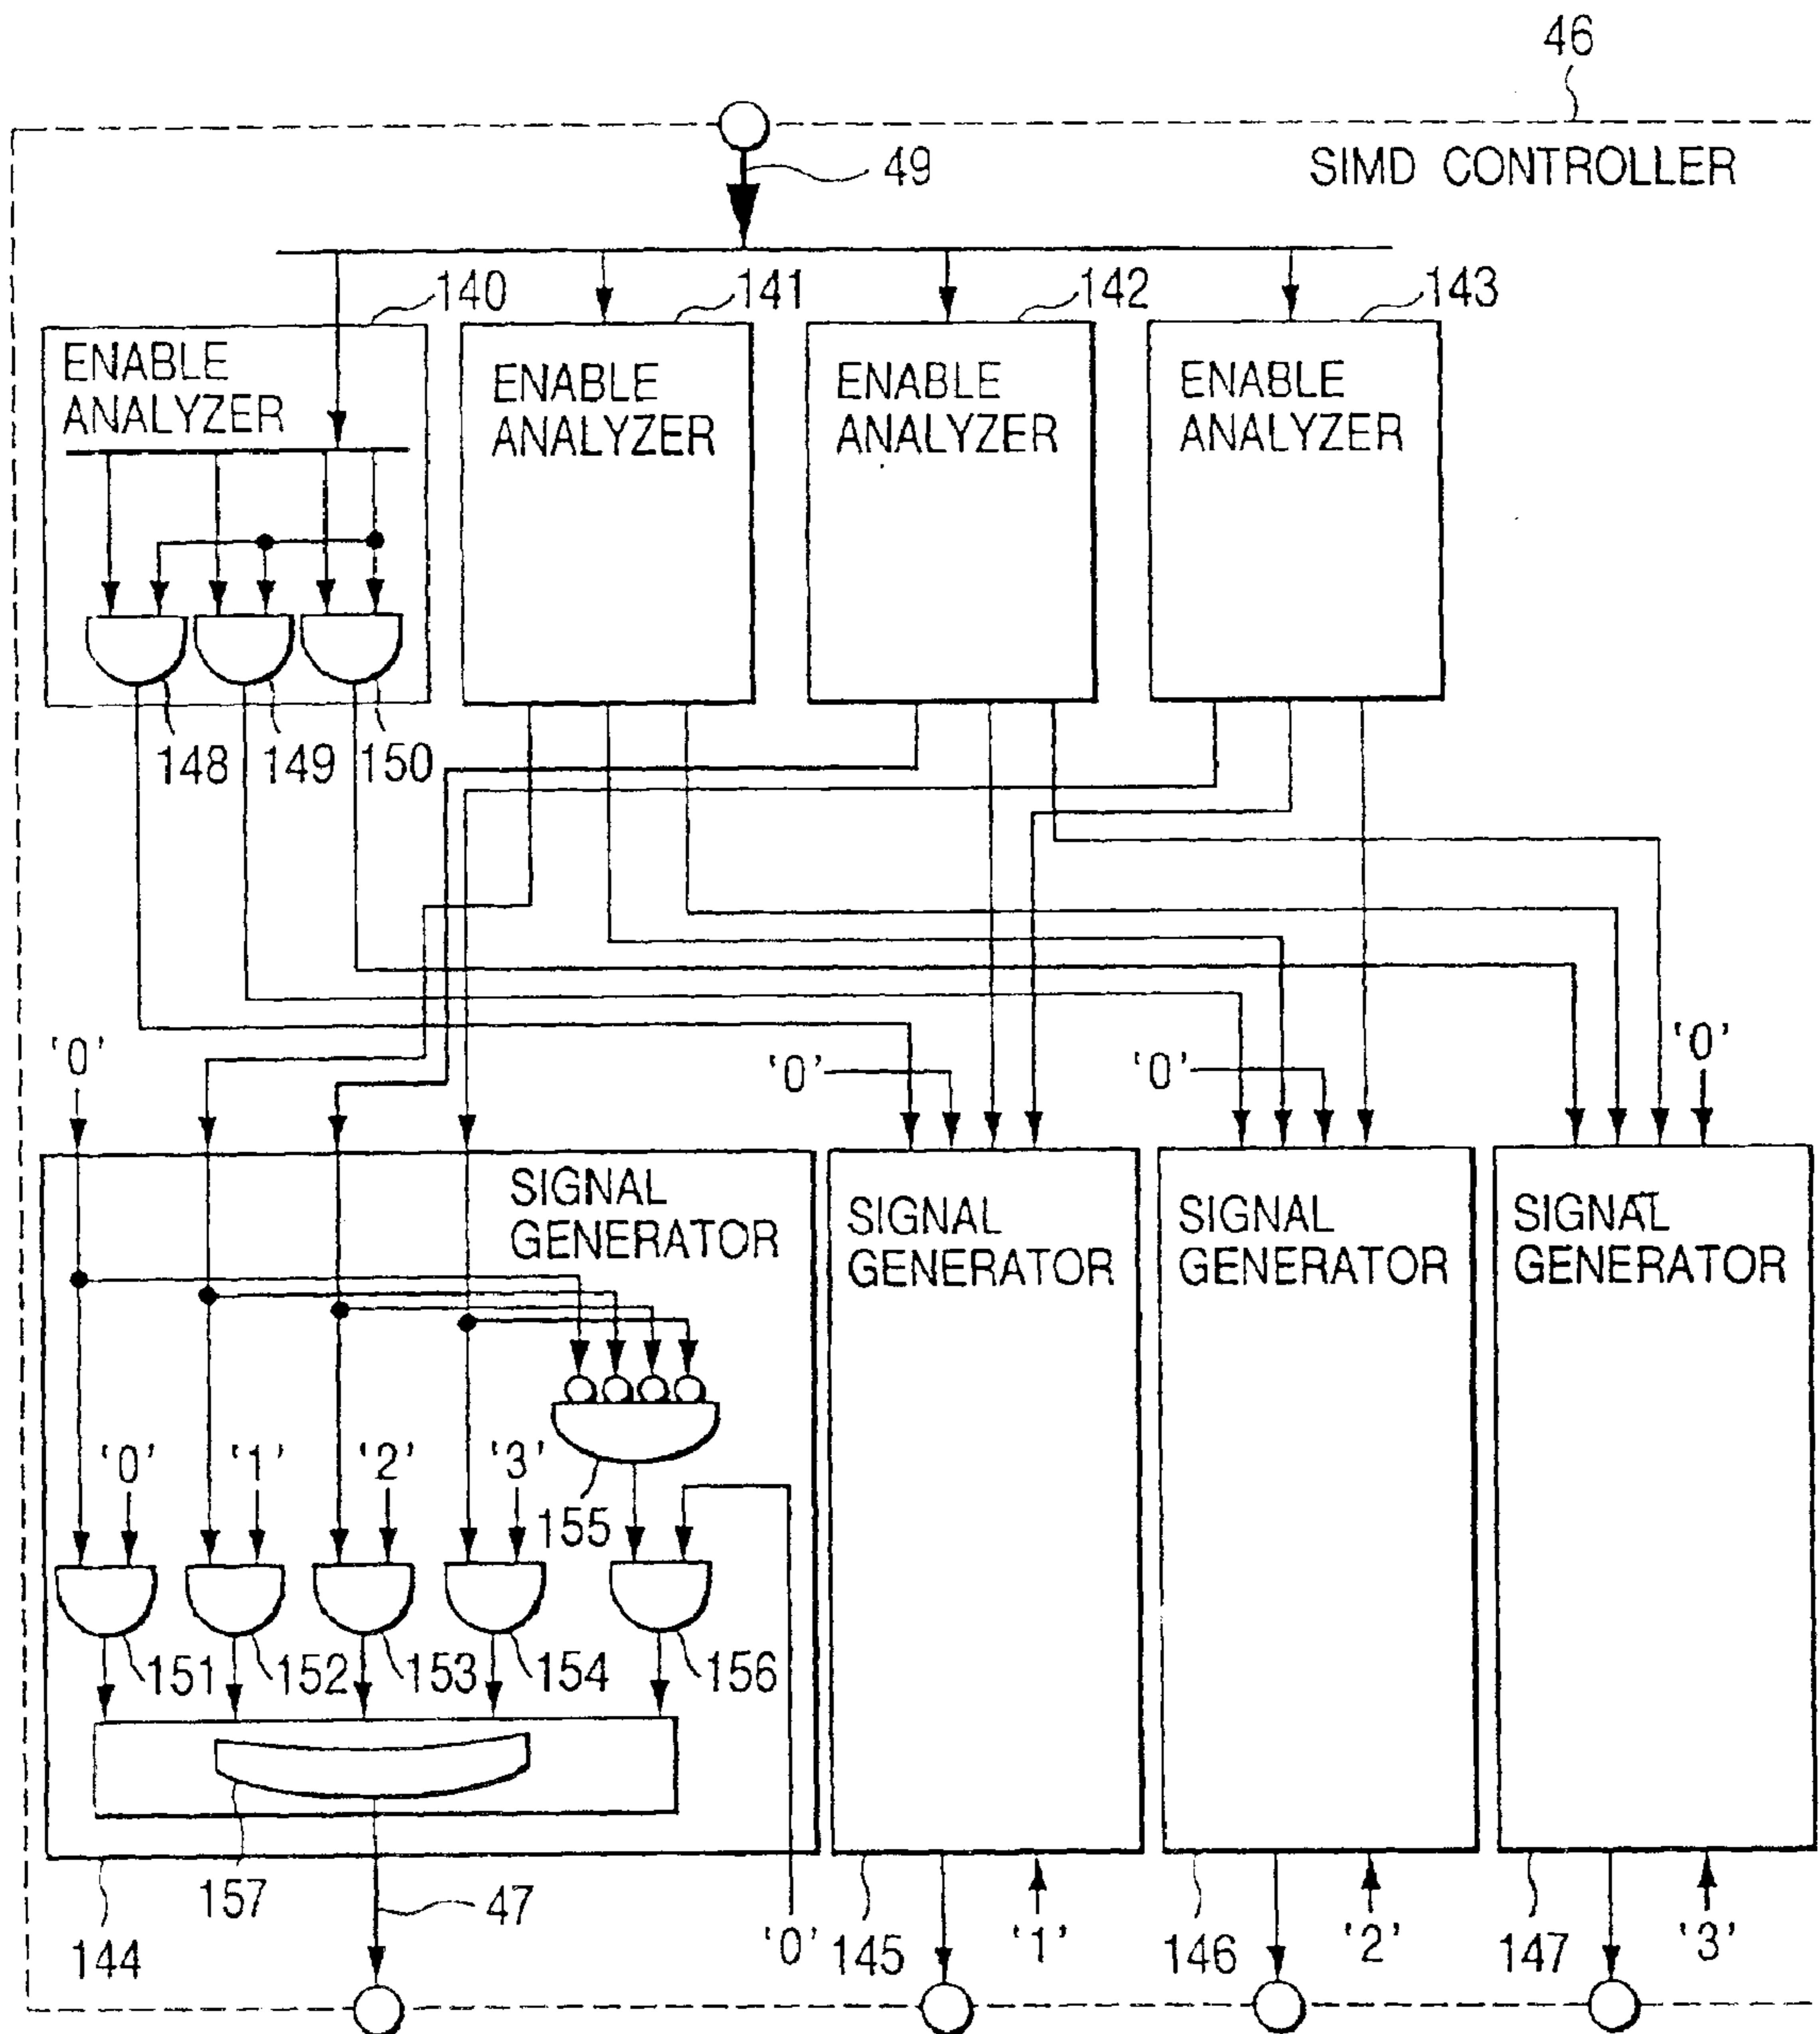 46
49
SIMD CONTROLLER
140
141
142
143
ENABLE
ANALYZER
ENABLE
ANALYZER
ENABLE
ANALYZER
ENABLE
ANALYZER
148
149
150
'0'
'0'
'0'
'0'
SIGNAL
GENERATOR
SIGNAL
GENERATOR
SIGNAL
GENERATOR
SIGNAL
GENERATOR
'0'
'1'
'2'
'3'
155
151
152
153
154
156
157
47
144
'0'
145
'1'
146
'2'
147
'3'